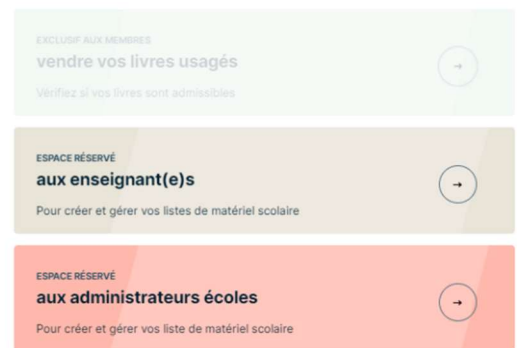 EXCLUSIF AUX MEMBRES
vendre vos livres usagés
Vérifiez si vos livres sont admissibles
ESPACE RÉSERVÉ
aux enseignant(e)s
Pour créer et gérer vos listes de matériel scolaire
ESPACE RÉSERVÉ
aux administrateurs écoles
Pour créer et gérer vos liste de matériel scolaire